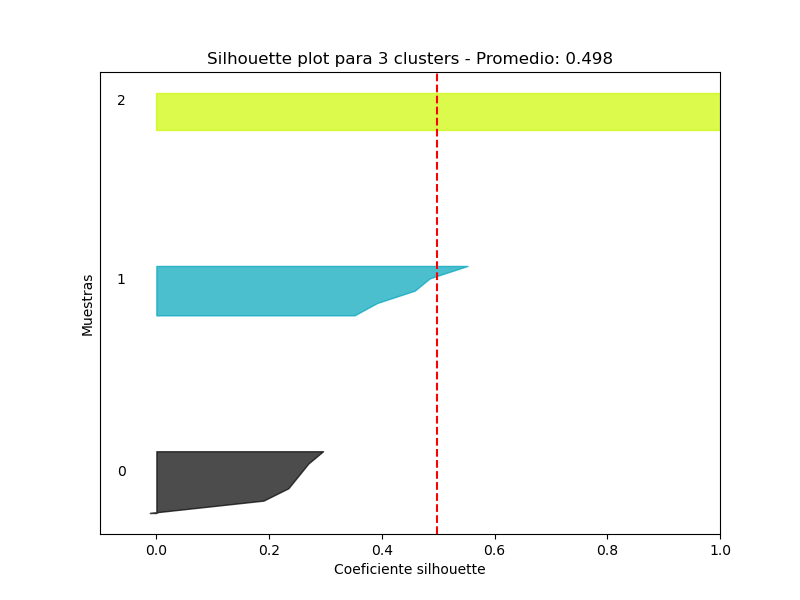 Silhouette plot para 3 clusters - Promedio: 0.498
2
1
0
Muestras
0.0 0.2 0.4 0.6 0.8 1.0
Coeficiente silhouette